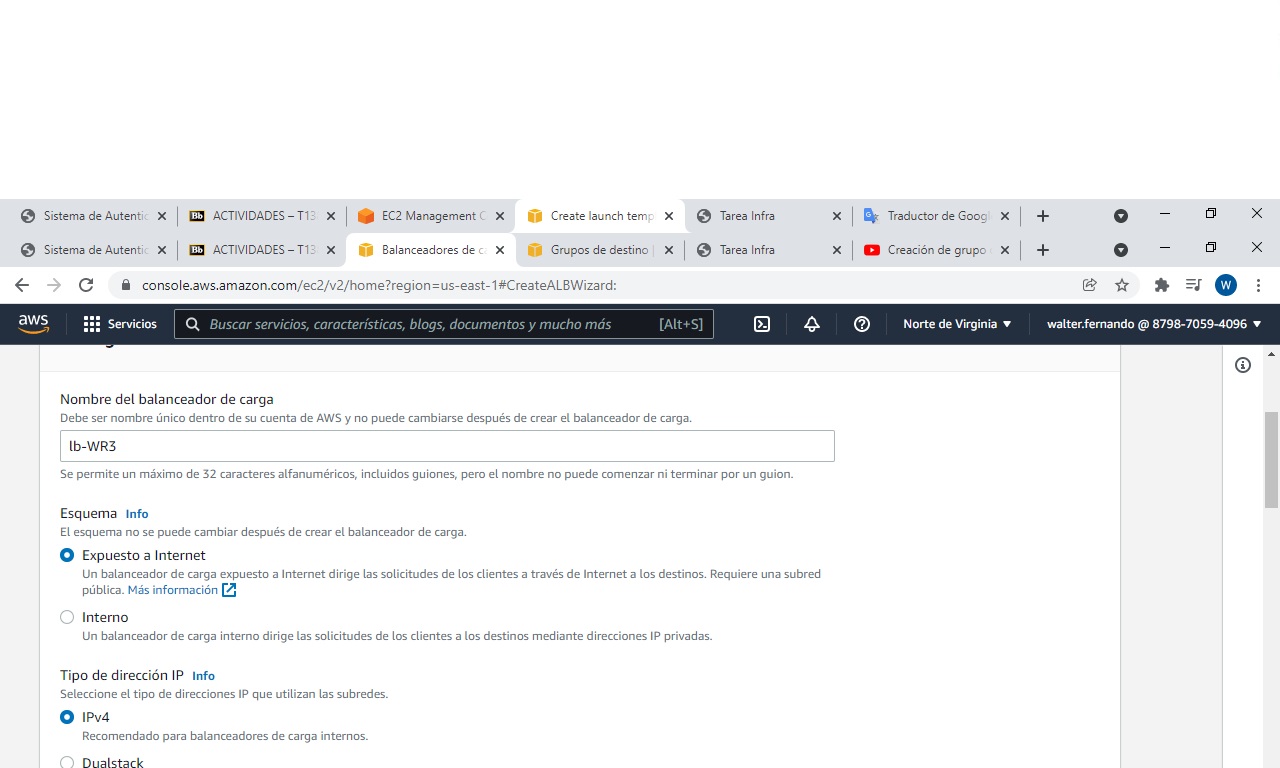 Sistema de Autentic
ACTIVIDADES – T13
EC2 Management C
Create launch temp
Tarea Infra
Traductor de Googl
Sistema de Autentic
ACTIVIDADES – T13
Balanceadores de ca
Grupos de destino |
Tarea Infra
Creación de grupo
console.aws.amazon.com/ec2/v2/home?region=us-east-1#CreateALBWizard:
W
aws
Servicios
Buscar servicios, características, blogs, documentos y mucho más [Alt+S]
Norte de Virginia
walter.fernando @ 8798-7059-4096
Nombre del balanceador de carga
Debe ser nombre único dentro de su cuenta de AWS y no puede cambiarse después de crear el balanceador de carga.
lb-WR3
Se permite un máximo de 32 caracteres alfanuméricos, incluidos guiones, pero el nombre no puede comenzar ni terminar por un guion.
Esquema Info
El esquema no se puede cambiar después de crear el balanceador de carga.
Expuesto a Internet
Un balanceador de carga expuesto a Internet dirige las solicitudes de los clientes a través de Internet a los destinos. Requiere una subred
pública. Más información
Interno
Un balanceador de carga interno dirige las solicitudes de los clientes a los destinos mediante direcciones IP privadas.
Tipo de dirección IP Info
Seleccione el tipo de direcciones IP que utilizan las subredes.
IPv4
Recomendado para balanceadores de carga internos.
Dualstack